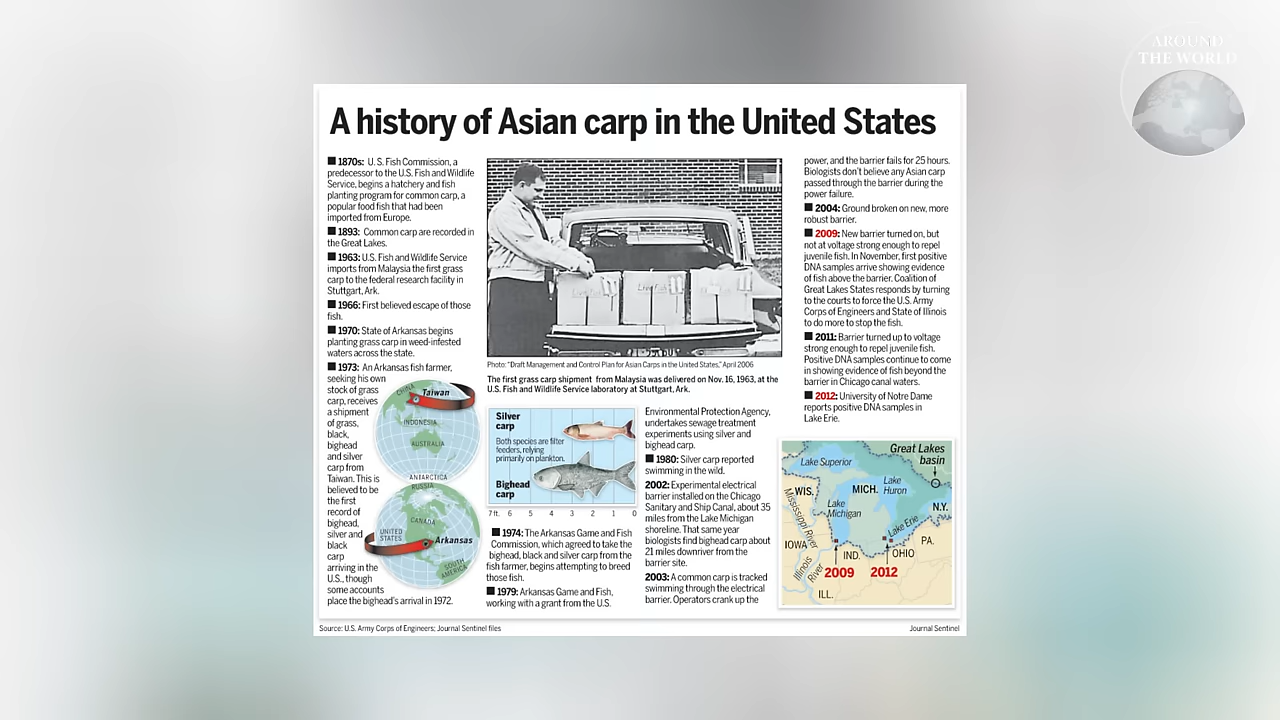 AROUND
THE WORLD
A history of Asian carp in the United States
1870s: U. S. Fish Commission, a
predecessor to the U.S. Fish and Wildlife
Service, begins a hatchery and fish
planting program for common carp, a
popular food fish that had been
imported from Europe.
1893: Common carp are recorded in
the Great Lakes.
1963: U.S. Fish and Wildlife Service
imports from Malaysia the first grass
carp to the federal research facility in
Stuttgart, Ark.
1966: First believed escape of those
fish.
1970: State of Arkansas begins
planting grass carp in weed-infested
waters across the state.
1973: An Arkansas fish farmer,
seeking his own
stock of grass
carp, receives
a shipment
of grass,
black,
bighead
and silver
carp from
Taiwan. This is
believed to be
the first
record of
bighead,
silver and
black
carp
arriving in the
U.S., though
some accounts
place the bighead's arrival in 1972.
CHINA
Taiwan
INDONESIA
AUSTRALIA
ANTARCTICA
RUSSIA
CANADA
UNITED
STATES
Arkansas
SOUTH
AMERICA
Live Fish
Photo: "Draft Management and Control Plan for Asian Carps in the United States," April 2006
The first grass carp shipment from Malaysia was delivered on Nov. 16, 1963, at the
U.S. Fish and Wildlife Service laboratory at Stuttgart, Ark.
Silver
carp
Both species are filter
feeders, relying
primarily on plankton.
Bighead
carp
7 ft. 6 5 4 3 2 1 0
1974: The Arkansas Game and Fish
Commission, which agreed to take the
bighead, black and silver carp from the
fish farmer, begins attempting to breed
those fish.
1979: Arkansas Game and Fish,
working with a grant from the U.S.
Environmental Protection Agency,
undertakes sewage treatment
experiments using silver and
bighead carp.
1980: Silver carp reported
swimming in the wild.
2002: Experimental electrical
barrier installed on the Chicago
Sanitary and Ship Canal, about 35
miles from the Lake Michigan
shoreline. That same year
biologists find bighead carp about
21 miles downriver from the
barrier site.
2003: A common carp is tracked
swimming through the electrical
barrier. Operators crank up the
power, and the barrier fails for 25 hours.
Biologists don't believe any Asian carp
passed through the barrier during the
power failure.
2004: Ground broken on new, more
robust barrier.
2009: New barrier turned on, but
not at voltage strong enough to repel
juvenile fish. In November, first positive
DNA samples arrive showing evidence
of fish above the barrier. Coalition of
Great Lakes States responds by turning
to the courts to force the U.S. Army
Corps of Engineers and State of Illinois
to do more to stop the fish.
2011: Barrier turned up to voltage
strong enough to repel juvenile fish.
Positive DNA samples continue to come
in showing evidence of fish beyond the
barrier in Chicago canal waters.
2012: University of Notre Dame
reports positive DNA samples in
Lake Erie.
Great Lakes
basin
Lake Superior
WIS.
MICH.
Lake
Huron
Lake
Michigan
N.Y.
Mississippi River
Lake Erie
PA.
IOWA
IND.
OHIO
Illinois
River
2009
2012
ILL.
Source: U.S. Army Corps of Engineers; Journal Sentinel files
Journal Sentinel